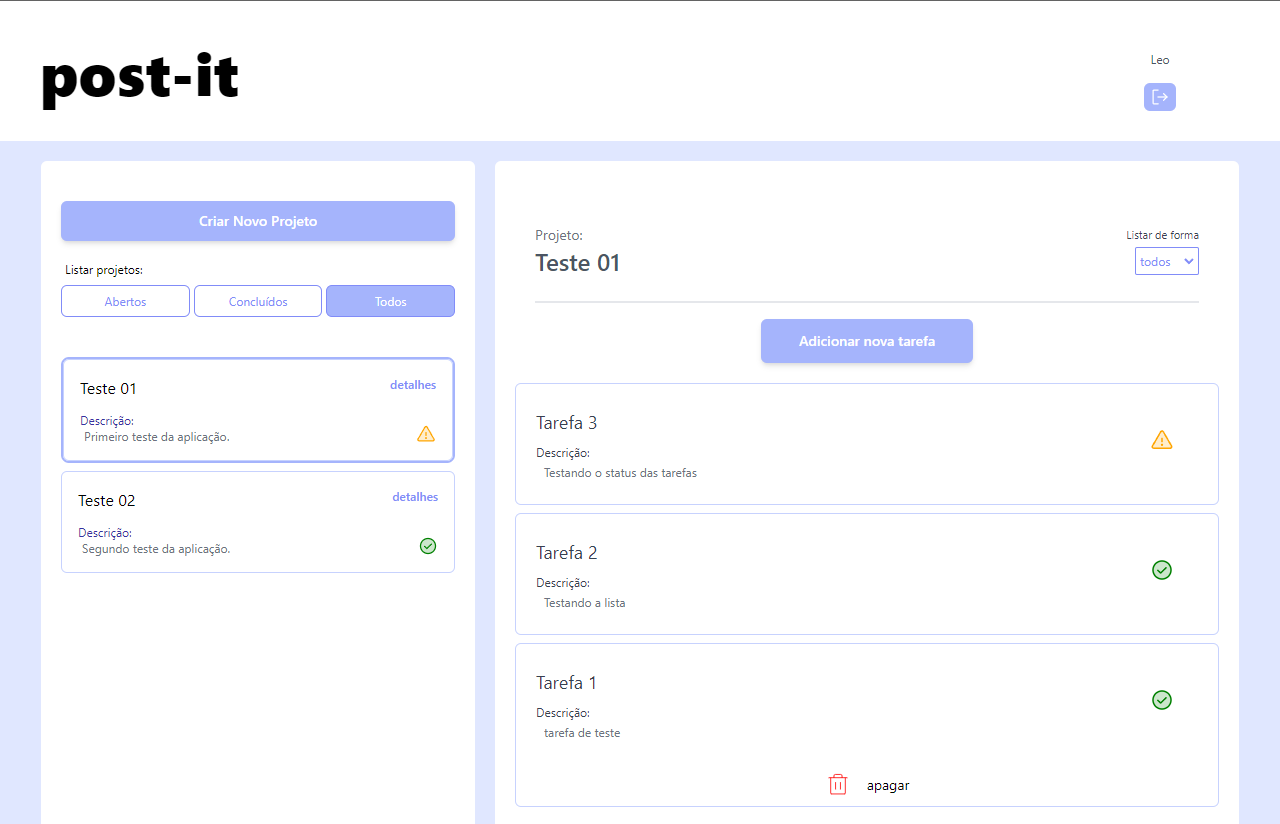 post-it
Leo
Criar Novo Projeto
Listar projetos:
Abertos
Concluídos
Todos
Teste 01
detalhes
Descrição:
Primeiro teste da aplicação.
Teste 02
detalhes
Descrição:
Segundo teste da aplicação.
Projeto:
Teste 01
Listar de forma
todos
Adicionar nova tarefa
Tarefa 3
Descrição:
Testando o status das tarefas
Tarefa 2
Descrição:
Testando a lista
Tarefa 1
Descrição:
tarefa de teste
apagar